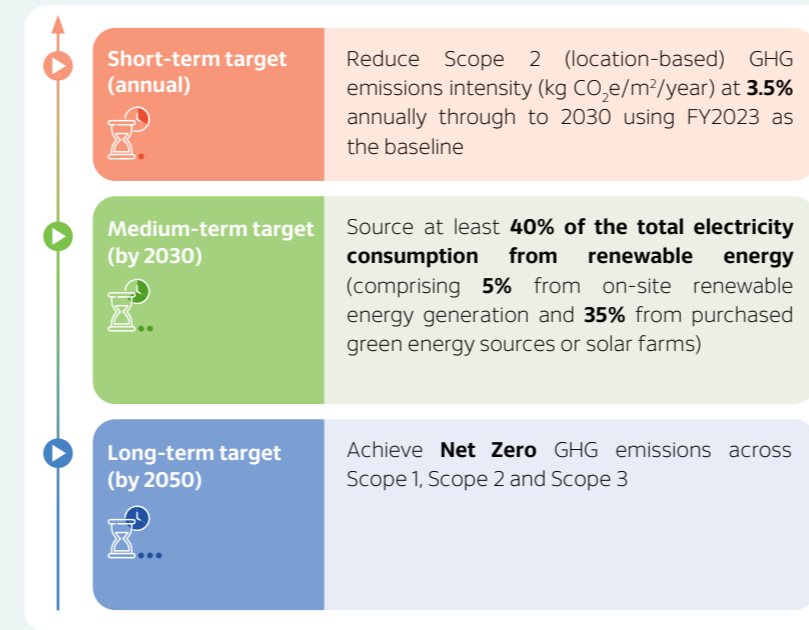 Short-term target
(annual)
Reduce Scope 2 (location-based) GHG
emissions intensity (kg CO₂e/m²/year) at 3.5%
annually through to 2030 using FY2023 as
the baseline
Medium-term target
(by 2030)
Source at least 40% of the total electricity
consumption from renewable energy
(comprising 5% from on-site renewable
energy generation and 35% from purchased
green energy sources or solar farms)
Long-term target
(by 2050)
Achieve Net Zero GHG emissions across
Scope 1, Scope 2 and Scope 3